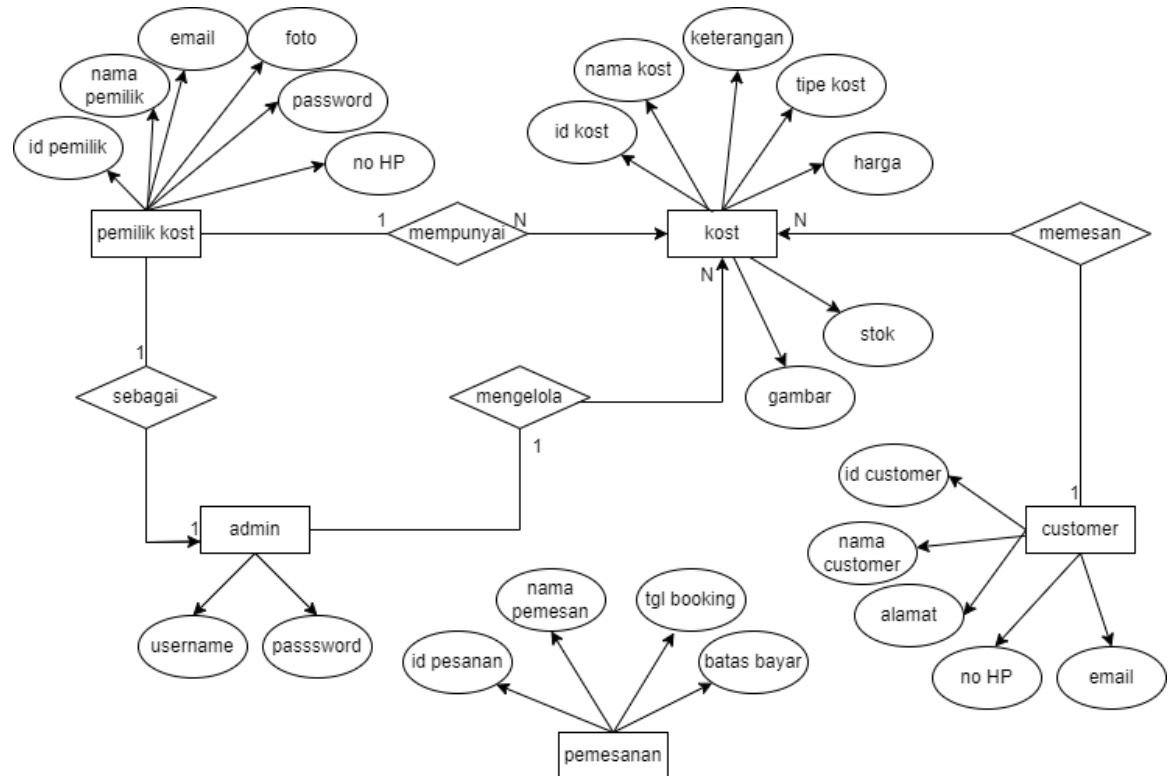 email
foto
nama
pemilik
password
id pemilik
no HP
keterangan
nama kost
tipe kost
id kost
harga
pemilik kost
1
mempunyai
N
kost
N
memesan
N
stok
gambar
1
sebagai
mengelola
1
1
admin
username
passsword
id customer
1
customer
nama
customer
alamat
no HP
email
nama
pemesan
tgl booking
id pesanan
batas bayar
pemesanan